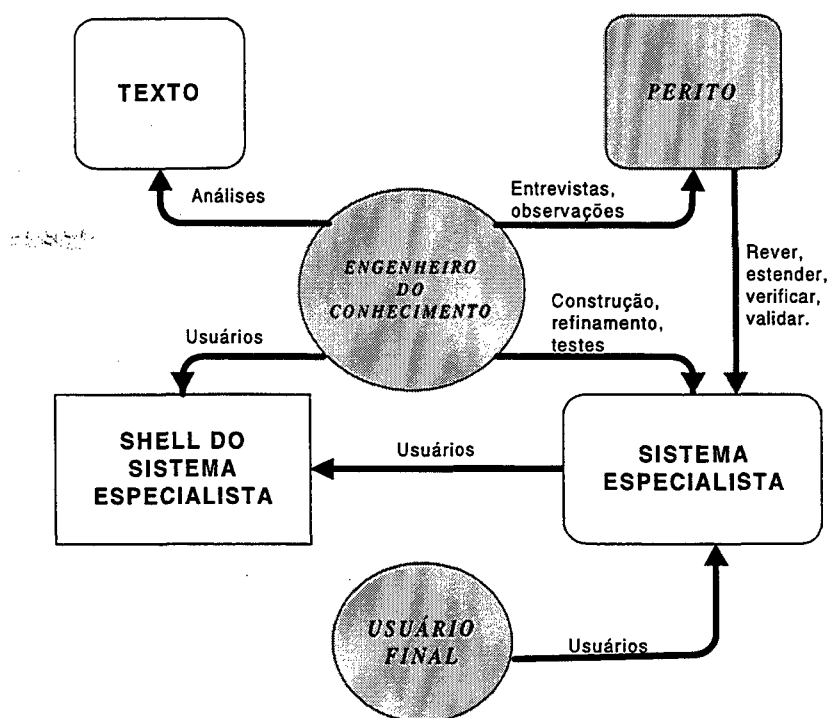 TEXTO
PERITO
Análises
Entrevistas,
observações
ENGENHEIRO
DO
CONHECIMENTO
Rever,
estender,
verificar,
validar.
Usuários
Construção,
refinamento,
testes
SHELL DO
SISTEMA
ESPECIALISTA
Usuários
SISTEMA
ESPECIALISTA
USUÁRIO
FINAL
Usuários